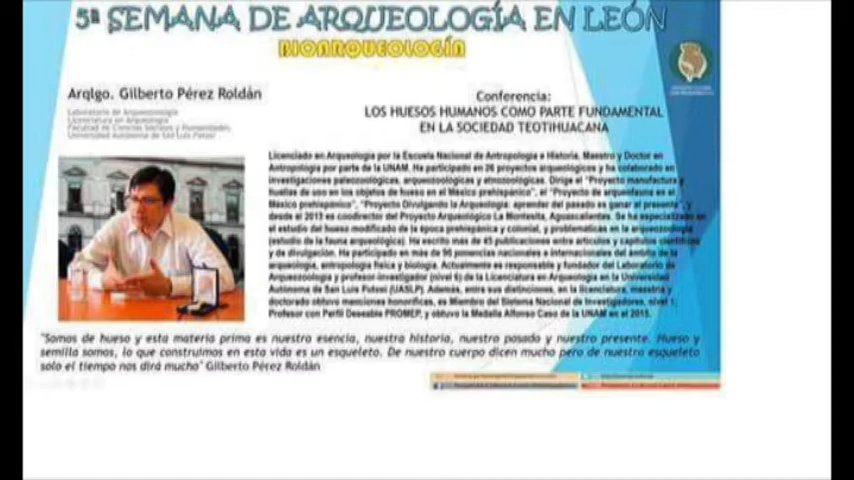 5ª SEMANA DE ARQUEOLOGÍA EN LEÓN
BIOARQUEOLOGÍA
Arqlgo. Gilberto Pérez Roldán
Laboratorio de Arqueozoología
Licenciatura en Arqueología
Facultad de Ciencias Sociales y Humanidades,
Universidad Autónoma de San Luis Potosí
Conferencia:
LOS HUESOS HUMANOS COMO PARTE FUNDAMENTAL
EN LA SOCIEDAD TEOTIHUACANA
Licenciado en Arqueología por la Escuela Nacional de Antropología e Historia. Maestro y Doctor en
Antropología por parte de la UNAM. Ha participado en 26 proyectos arqueológicos y ha colaborado en
investigaciones paleozoológicas, arqueozoológicas y etnozoológicas. Dirige el "Proyecto manufactura y
huellas de uso en los objetos de hueso en el México prehispánico", el "Proyecto de arqueofauna en el
México prehispánico", "Proyecto Divulgando la Arqueología: aprender del pasado es ganar al presente", y
desde el 2013 es coodirector del Proyecto Arqueológico La Montesita, Aguascalientes. Se ha especializado en
el estudio del hueso modificado de la época prehispánica y colonial, y problemáticas en la arqueozoología
(estudio de la fauna arqueológica). Ha escrito más de 45 publicaciones entre artículos y capítulos científicos
y de divulgación. Ha participado en más de 90 ponencias nacionales e internacionales del ámbito de la
arqueología, antropología física y biología. Actualmente es responsable y fundador del Laboratorio de
Arqueozoología y profesor-investigador (nivel 6) de la Licenciatura en Arqueología en la Universidad
Autónoma de San Luis Potosí (UASLP). Además, entre sus distinciones, en la licenciatura, maestría y
doctorado obtuvo menciones honoríficas, es Miembro del Sistema Nacional de Investigadores, nivel 1;
Profesor con Perfil Deseable PROMEP, y obtuvo la Medalla Alfonso Caso de la UNAM en el 2015.
"Somos de hueso y esta materia prima es nuestra esencia, nuestra historia, nuestro pasado y nuestro presente. Hueso y
semilla somos, lo que construimos en esta vida es un esqueleto. De nuestro cuerpo dicen mucho pero de nuestro esqueleto
solo el tiempo nos dirá mucho" Gilberto Pérez Roldán